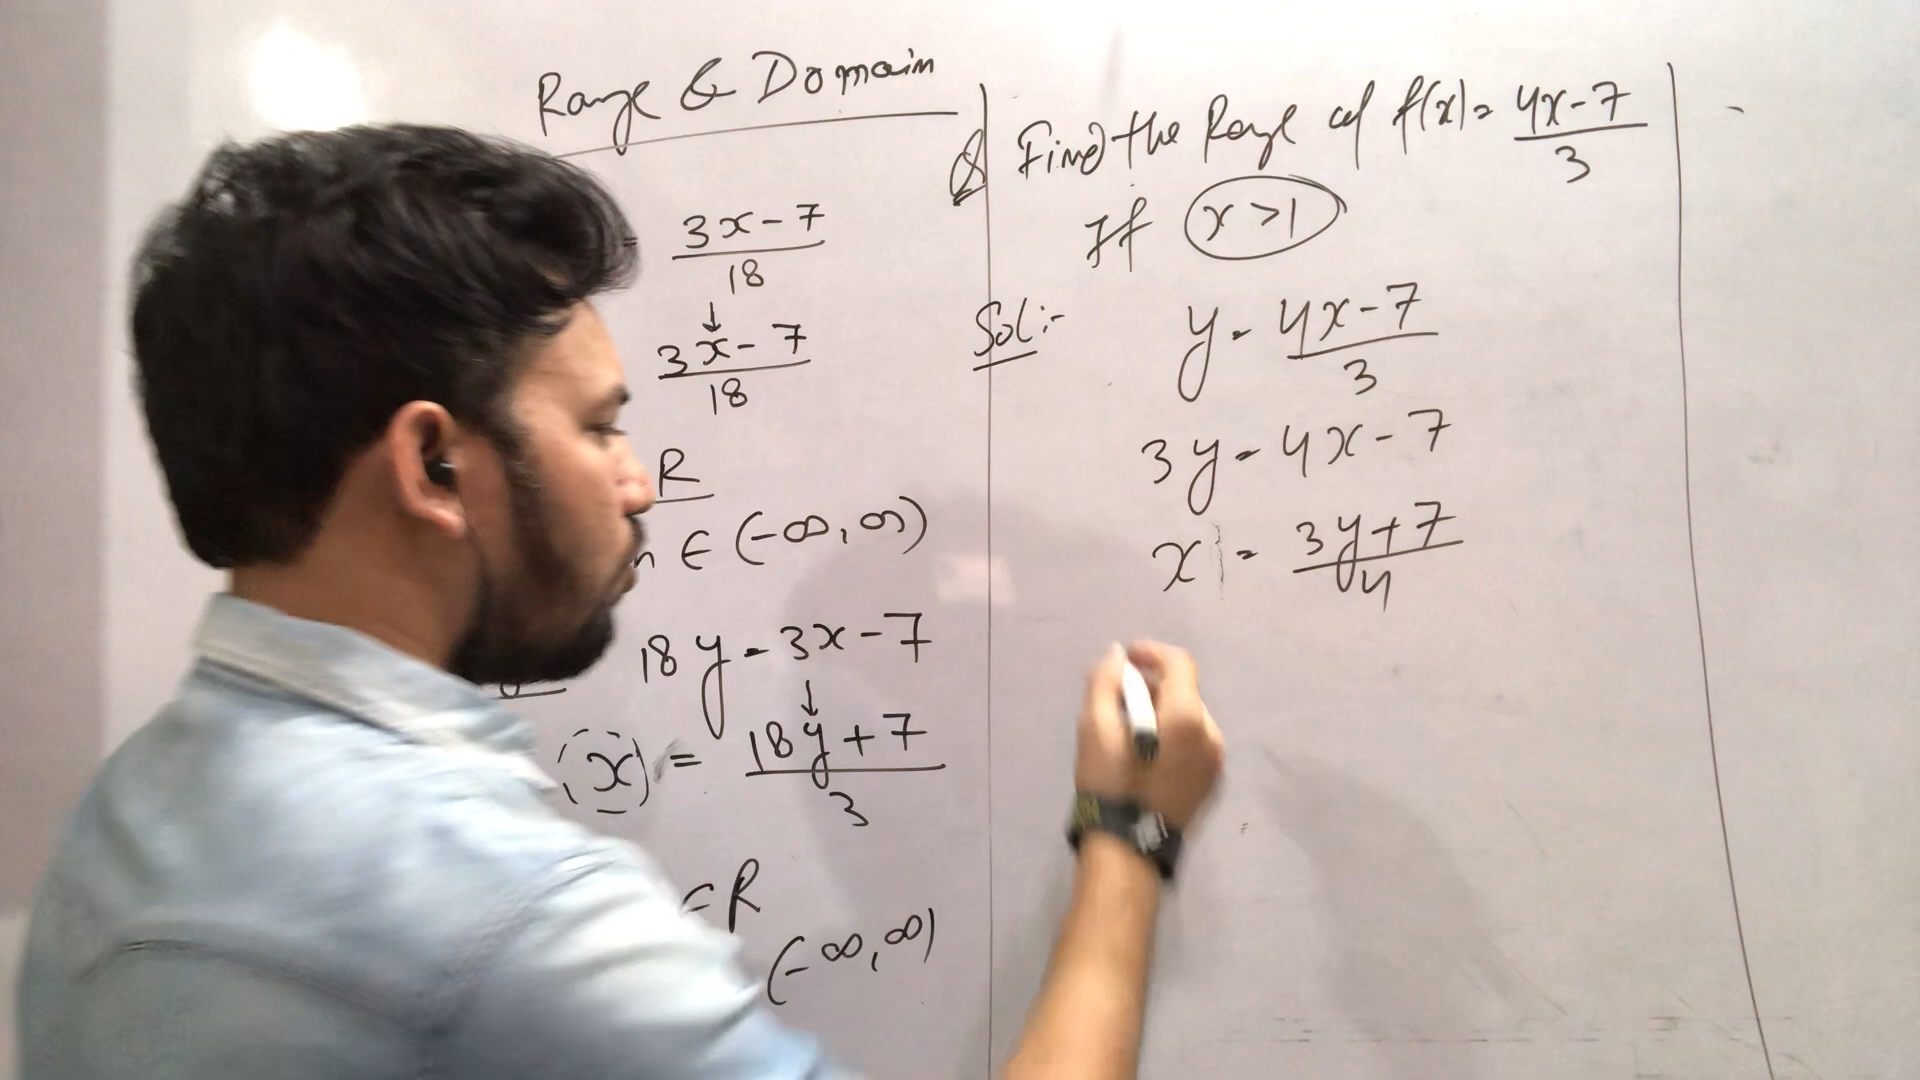 Range & Domain
= 3x-7/18
↓
3x-7/18
R
n ∈ (-∞, ∞)
18y = 3x-7
↓
(x) = 18y+7/3
= R
(-∞, ∞)
Q Find the Range of f(x) = 4x-7/3
If x>1
Sol:- y = 4x-7/3
3y = 4x-7
x = 3y+7/4